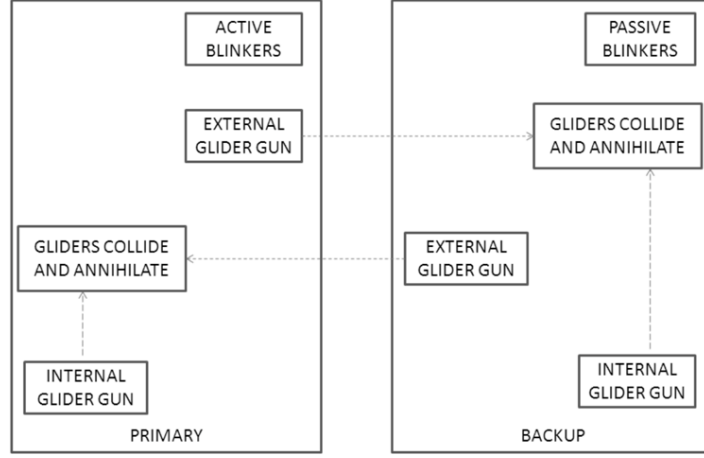 ACTIVE
BLINKERS
EXTERNAL
GLIDER GUN
GLIDERS COLLIDE
AND ANNIHILATE
INTERNAL
GLIDER GUN
PRIMARY
PASSIVE
BLINKERS
GLIDERS COLLIDE
AND ANNIHILATE
EXTERNAL
GLIDER GUN
INTERNAL
GLIDER GUN
BACKUP